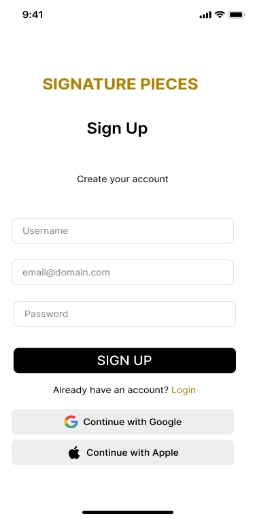 9:41
SIGNATURE PIECES
Sign Up
Create your account
Username
email@domain.com
Password
SIGN UP
Already have an account? Login
Continue with Google
Continue with Apple